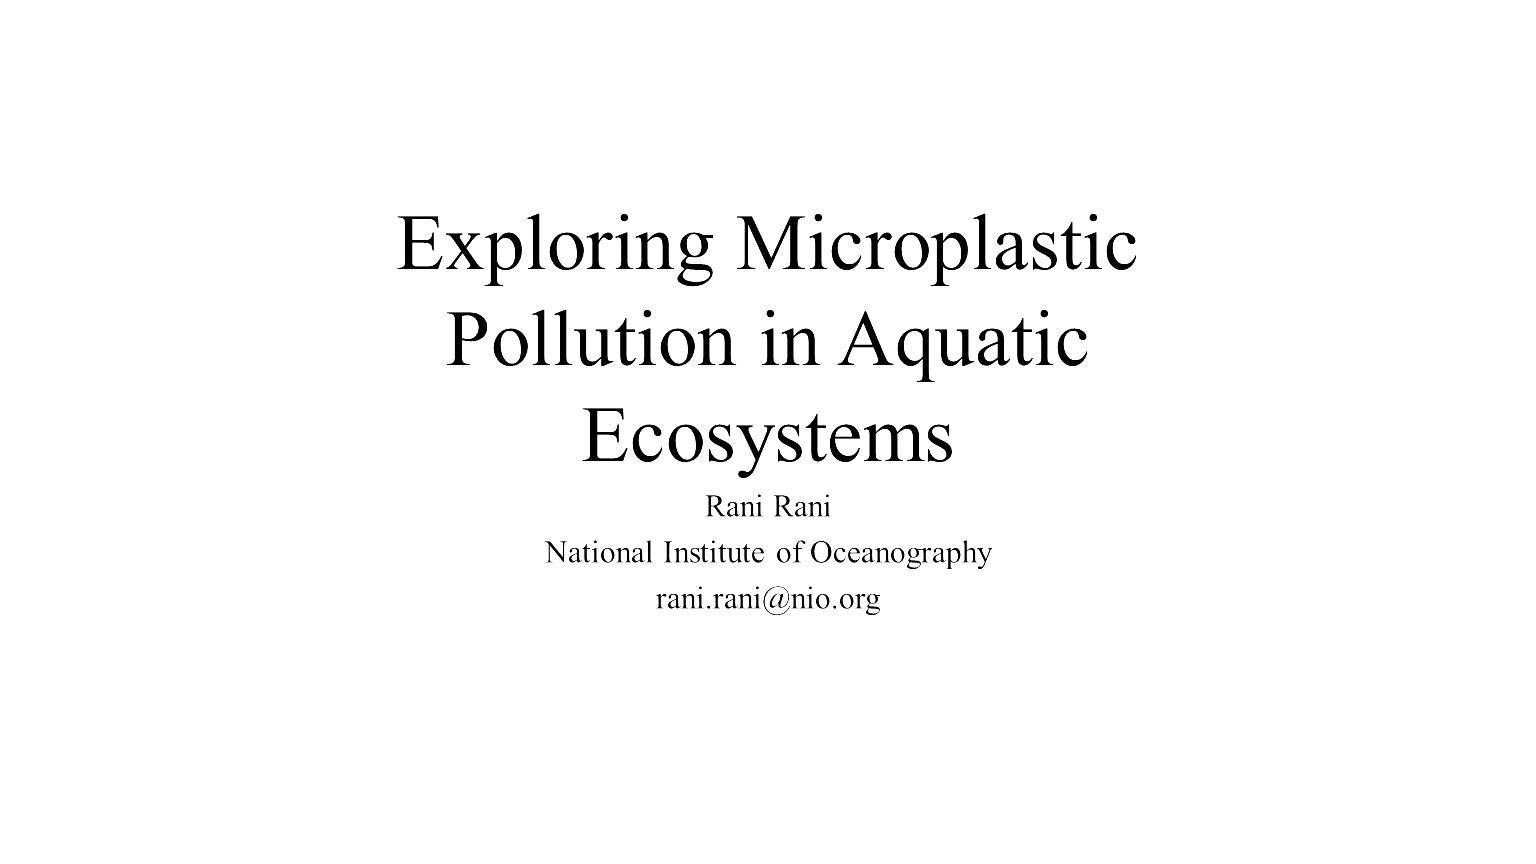 Exploring Microplastic
Pollution in Aquatic
Ecosystems
Rani Rani
National Institute of Oceanography
rani.rani@nio.org